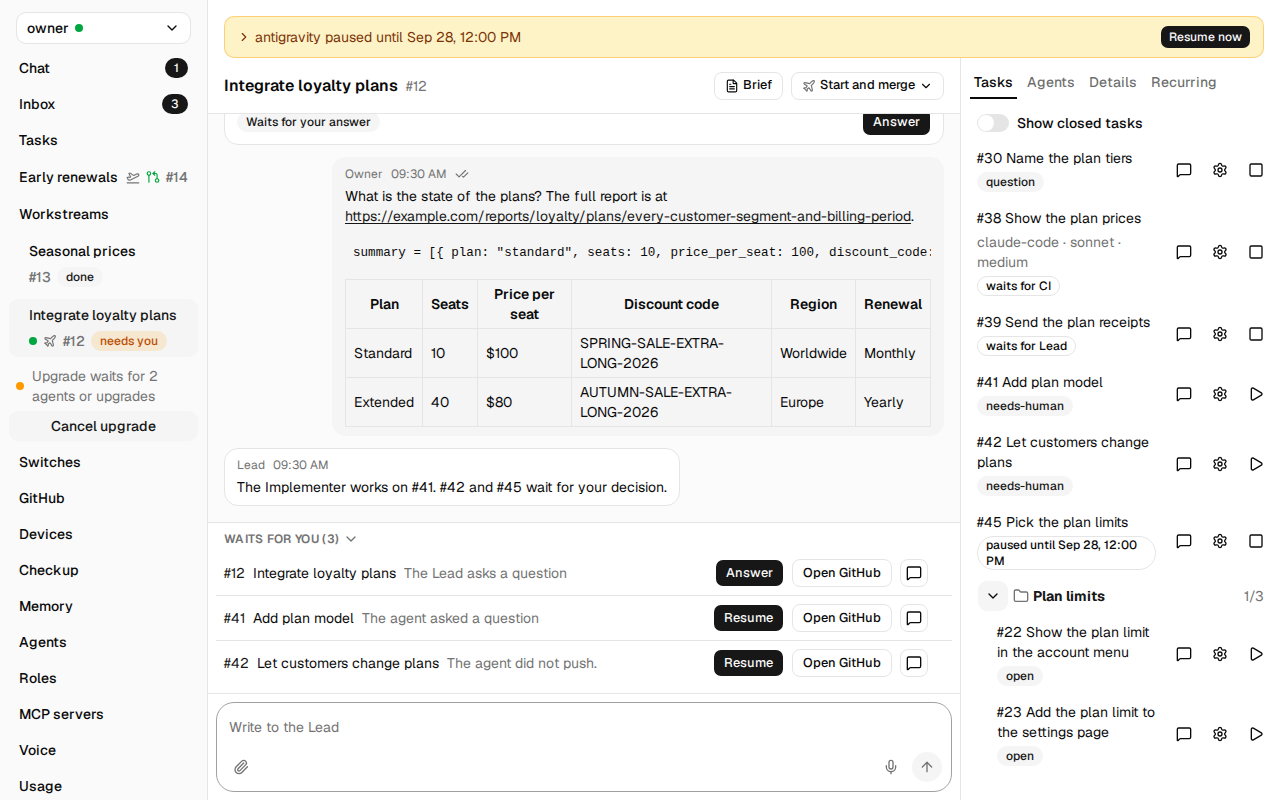 owner
Chat 1
Inbox 3
Tasks
Early renewals #14
Workstreams
Seasonal prices
#13 done
Integrate loyalty plans
#12 needs you
Upgrade waits for 2
agents or upgrades
Cancel upgrade
Switches
GitHub
Devices
Checkup
Memory
Agents
Roles
MCP servers
Voice
Usage
antigravity paused until Sep 28, 12:00 PM
Resume now
Integrate loyalty plans #12
Brief
Start and merge
Waits for your answer
Answer
Owner 09:30 AM
What is the state of the plans? The full report is at
https://example.com/reports/loyalty/plans/every-customer-segment-and-billing-period.
summary = [{ plan: "standard", seats: 10, price_per_seat: 100, discount_code:
Plan Seats Price per seat Discount code Region Renewal
Standard 10 $100 SPRING-SALE-EXTRA-LONG-2026 Worldwide Monthly
Extended 40 $80 AUTUMN-SALE-EXTRA-LONG-2026 Europe Yearly
Lead 09:30 AM
The Implementer works on #41. #42 and #45 wait for your decision.
WAITS FOR YOU (3)
#12 Integrate loyalty plans The Lead asks a question Answer Open GitHub
#41 Add plan model The agent asked a question Resume Open GitHub
#42 Let customers change plans The agent did not push. Resume Open GitHub
Write to the Lead
Tasks Agents Details Recurring
Show closed tasks
#30 Name the plan tiers
question
#38 Show the plan prices
claude-code · sonnet ·
medium
waits for CI
#39 Send the plan receipts
waits for Lead
#41 Add plan model
needs-human
#42 Let customers change
plans
needs-human
#45 Pick the plan limits
paused until Sep 28, 12:00
PM
Plan limits 1/3
#22 Show the plan limit
in the account menu
open
#23 Add the plan limit to
the settings page
open